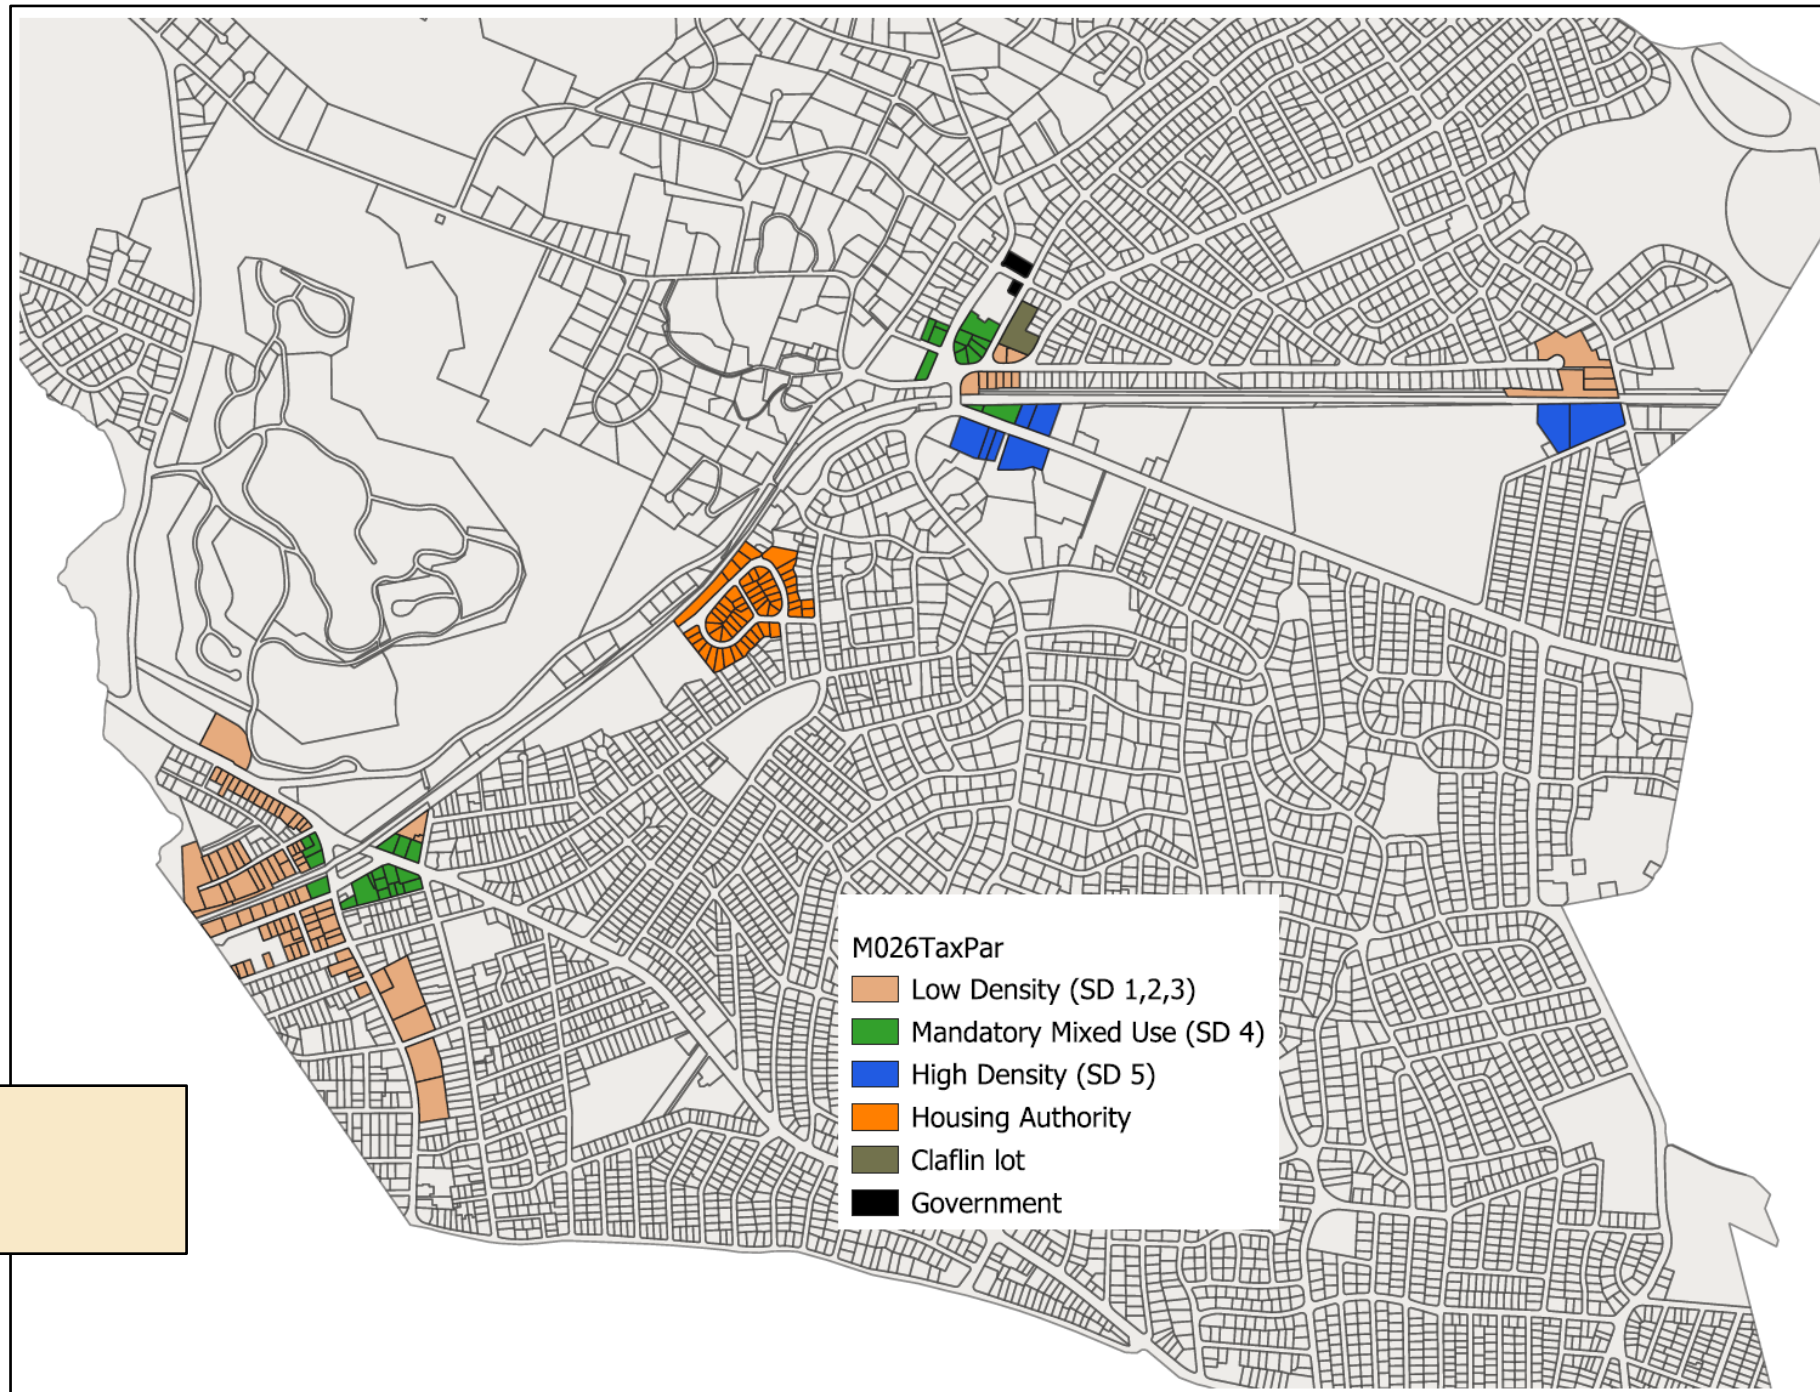 M026TaxPar
Low Density (SD 1,2,3)
Mandatory Mixed Use (SD 4)
High Density (SD 5)
Housing Authority
Claflin lot
Government